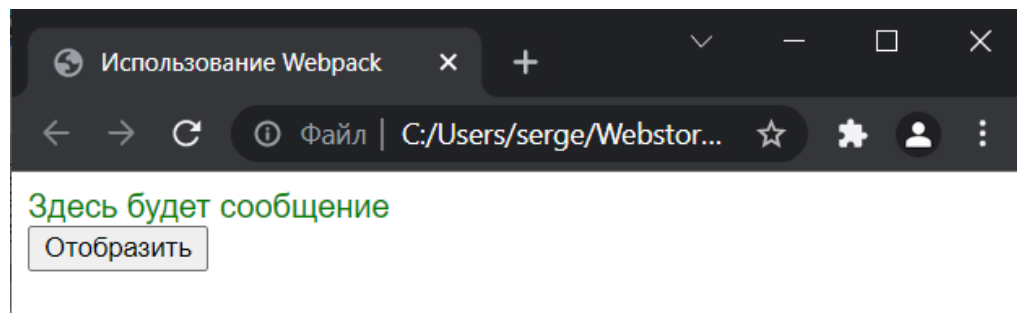 Использование Webpack
Файл | C:/Users/serge/Webstor...
Здесь будет сообщение
Отобразить